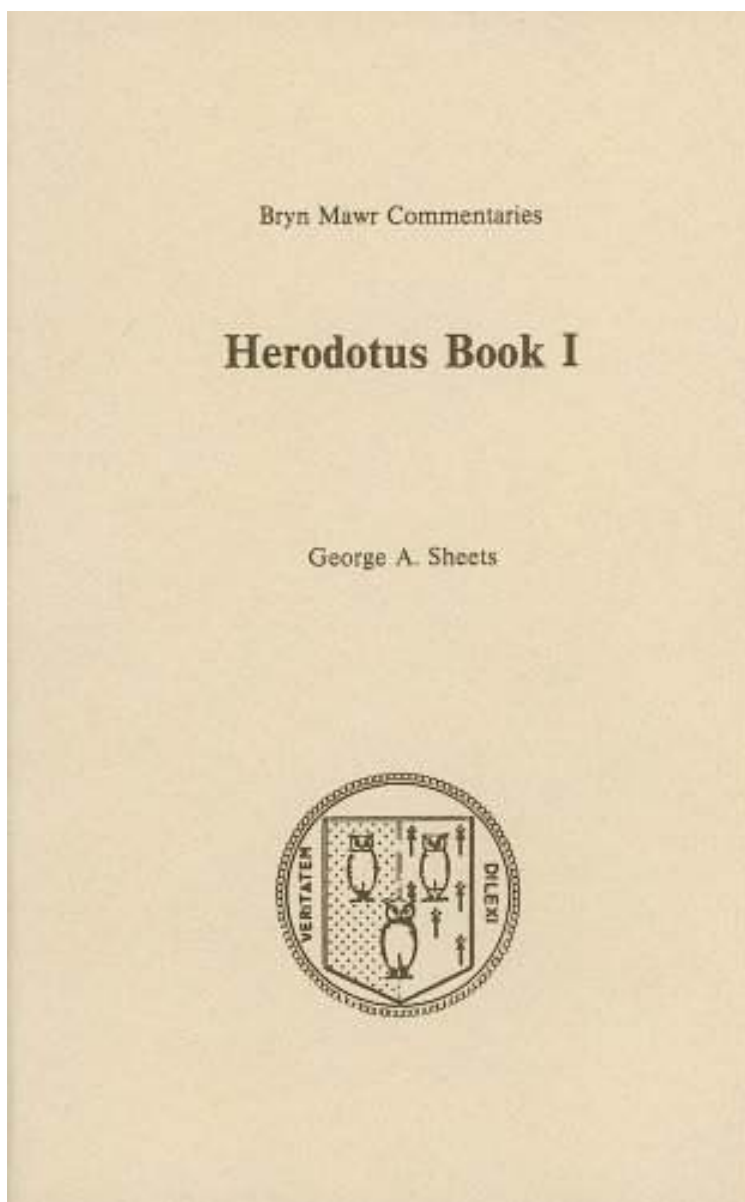 Bryn Mawr Commentaries
Herodotus Book I
George A. Sheets
VERITATEM
DILEXI